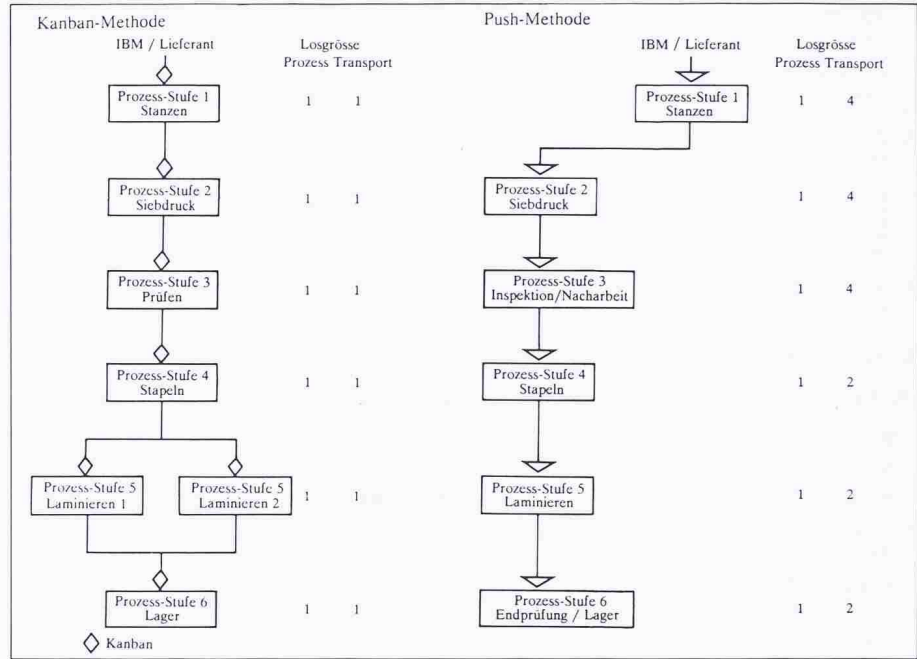 Kanban-Methode
IBM / Lieferant
Losgrösse
Prozess Transport
Prozess-Stufe 1
Stanzen
1 1
Prozess-Stufe 2
Siebdruck
1 1
Prozess-Stufe 3
Prüfen
1 1
Prozess-Stufe 4
Stapeln
1 1
Prozess-Stufe 5
Laminieren 1
Prozess-Stufe 5
Laminieren 2
1 1
Prozess-Stufe 6
Lager
1 1
Kanban
Push-Methode
IBM / Lieferant
Losgrösse
Prozess Transport
Prozess-Stufe 1
Stanzen
1 4
Prozess-Stufe 2
Siebdruck
1 4
Prozess-Stufe 3
Inspektion/Nacharbeit
1 4
Prozess-Stufe 4
Stapeln
1 2
Prozess-Stufe 5
Laminieren
1 2
Prozess-Stufe 6
Endprüfung / Lager
1 2